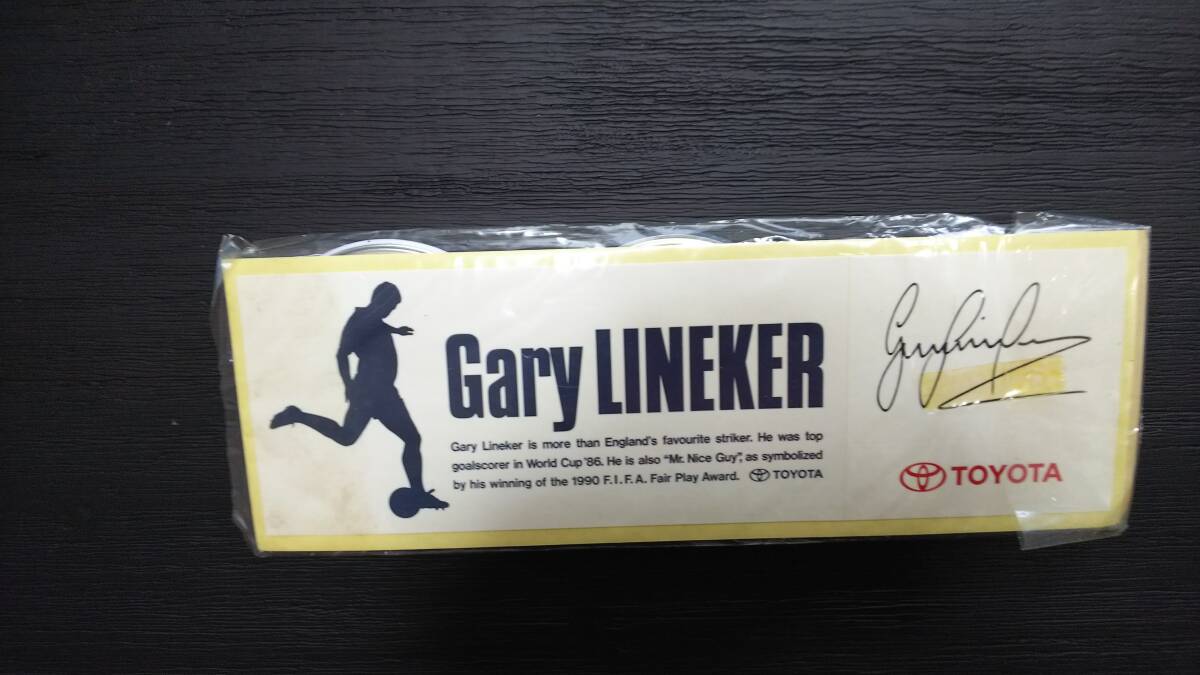 Gary LINEKER
Gary Lineker is more than England's favourite striker. He was top
goalscorer in World Cup '86. He is also "Mr. Nice Guy", as symbolized
by his winning of the 1990 F.I.F.A. Fair Play Award. TOYOTA
TOYOTA